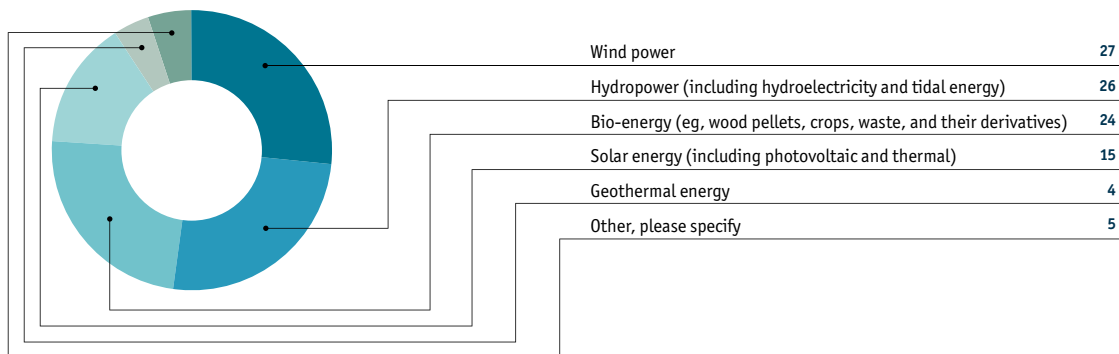 Wind power 27
Hydropower (including hydroelectricity and tidal energy) 26
Bio-energy (eg, wood pellets, crops, waste, and their derivatives) 24
Solar energy (including photovoltaic and thermal) 15
Geothermal energy 4
Other, please specify 5